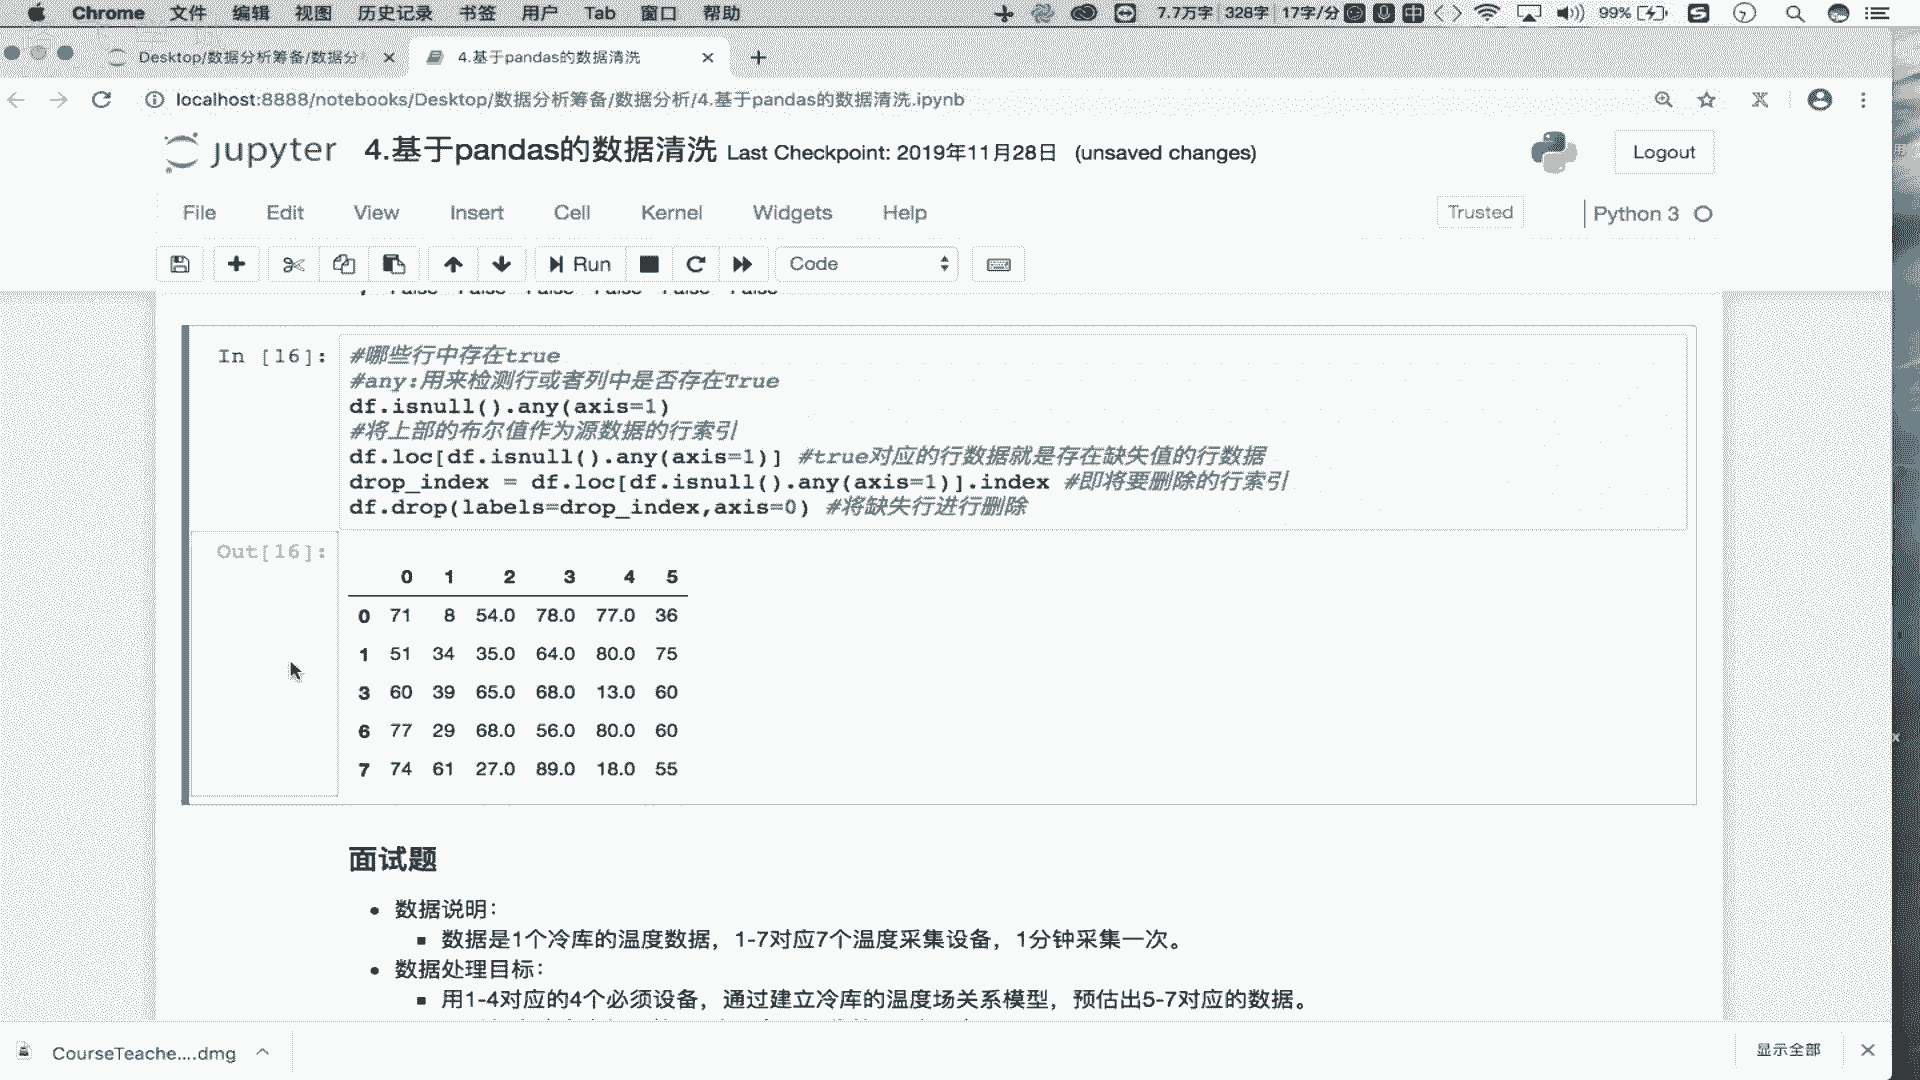 Chrome 文件 编辑 视图 历史记录 书签 用户 Tab 窗口 帮助 7.7万字 328字 17字/分 中 99%
Desktop/数据分析筹备/数据分 4.基于pandas的数据清洗
localhost:8888/notebooks/Desktop/数据分析筹备/数据分析/4.基于pandas的数据清洗.ipynb
jupyter 4.基于pandas的数据清洗 Last Checkpoint: 2019年11月28日 (unsaved changes) Logout
File Edit View Insert Cell Kernel Widgets Help Trusted Python 3
Run Code
In [16]: #哪些行中存在true
#any:用来检测行或者列中是否存在True
df.isnull().any(axis=1)
#将上部的布尔值作为源数据的行索引
df.loc[df.isnull().any(axis=1)] #true对应的行数据就是存在缺失值的行数据
drop_index = df.loc[df.isnull().any(axis=1)].index #即将要删除的行索引
df.drop(labels=drop_index,axis=0) #将缺失行进行删除
Out[16]:
0 1 2 3 4 5
0 71 8 54.0 78.0 77.0 36
1 51 34 35.0 64.0 80.0 75
3 60 39 65.0 68.0 13.0 60
6 77 29 68.0 56.0 80.0 60
7 74 61 27.0 89.0 18.0 55
面试题
数据说明：
数据是1个冷库的温度数据，1-7对应7个温度采集设备，1分钟采集一次。
数据处理目标：
用1-4对应的4个必须设备，通过建立冷库的温度场关系模型，预估出5-7对应的数据。
CourseTeache....dmg 显示全部